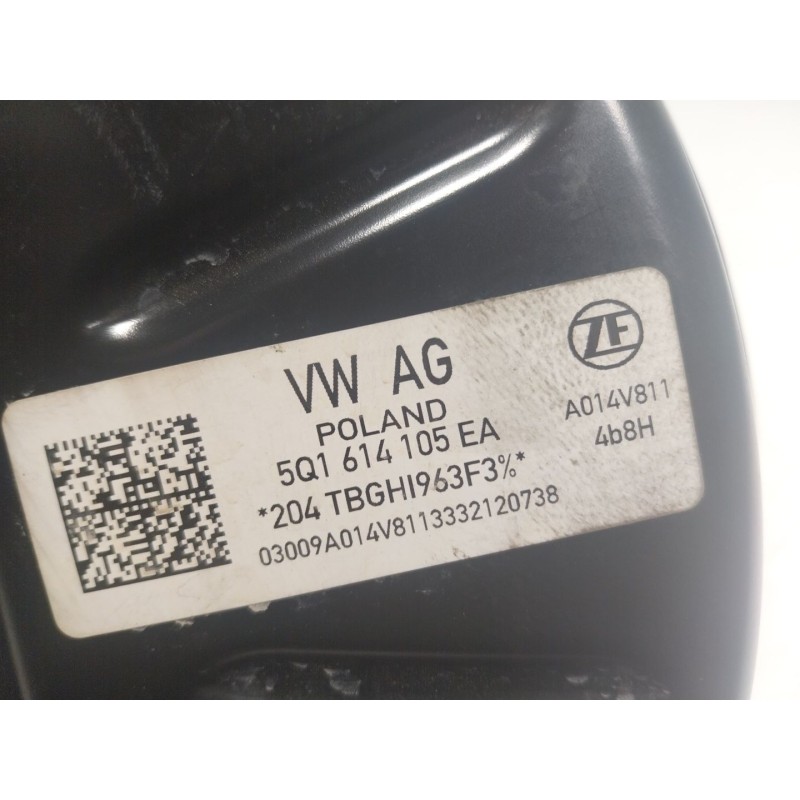 VW AG
POLAND
5Q1 614 105 EA
*204 TBGHI963F3%*
03009A014V8113332120738
ZF
A014V811
4b8H